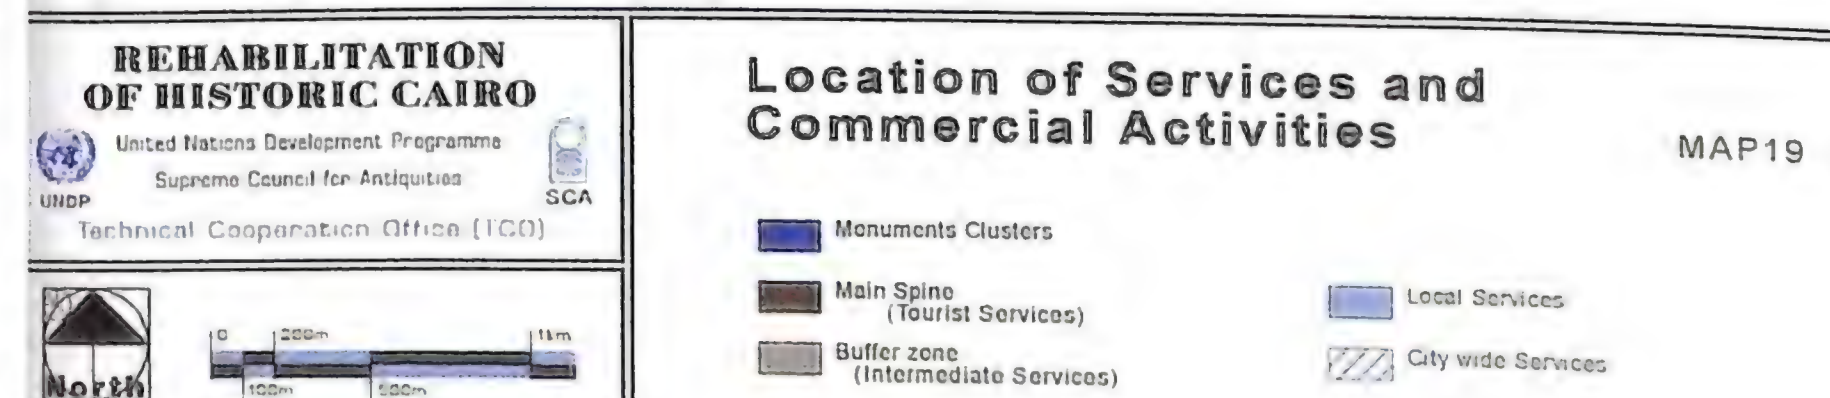 REHABILITATION
OF HISTORIC CAIRO
United Nations Development Programme
Supreme Council for Antiquities
UNDP
SCA
Technical Cooperation Office (TCO)
North
0
200m
1km
100m
500m
Location of Services and
Commercial Activities
MAP19
Monuments Clusters
Main Spine
(Tourist Services)
Buffer zone
(Intermediate Services)
Local Services
City wide Services